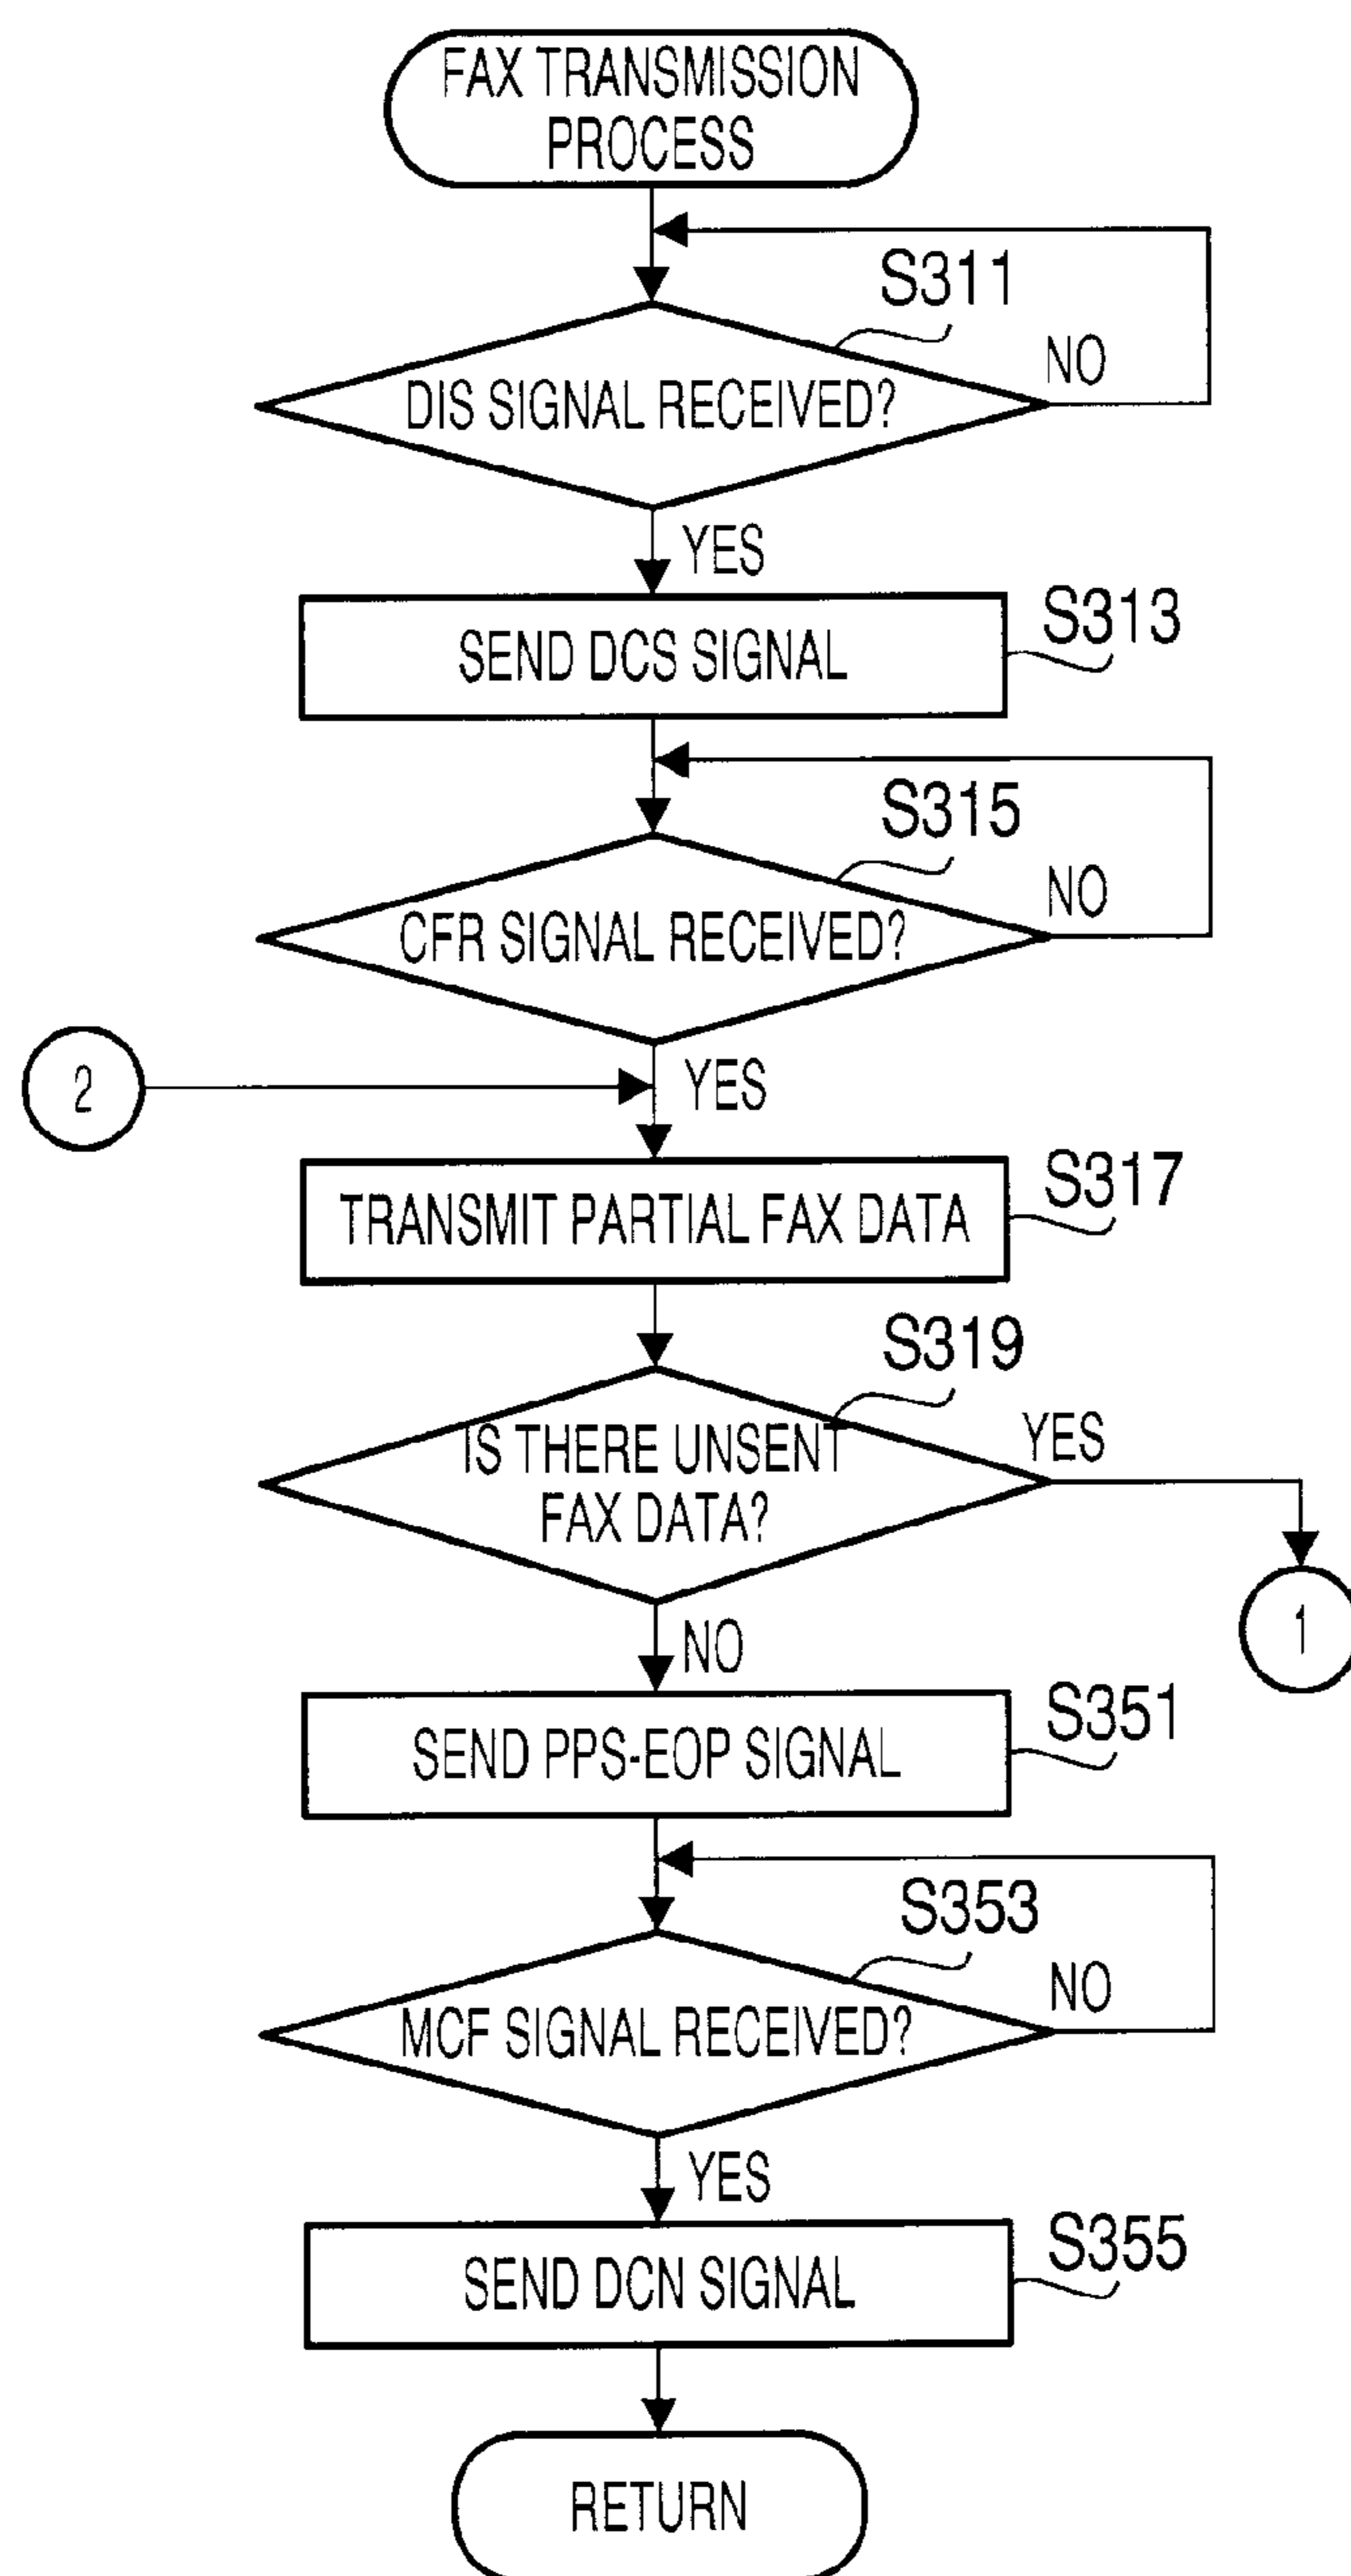 FAX TRANSMISSION
PROCESS
S311
DIS SIGNAL RECEIVED?
NO
YES
SEND DCS SIGNAL
S313
S315
CFR SIGNAL RECEIVED?
NO
2
YES
TRANSMIT PARTIAL FAX DATA
S317
S319
IS THERE UNSENT
FAX DATA?
YES
1
NO
SEND PPS-EOP SIGNAL
S351
S353
MCF SIGNAL RECEIVED?
NO
YES
SEND DCN SIGNAL
S355
RETURN